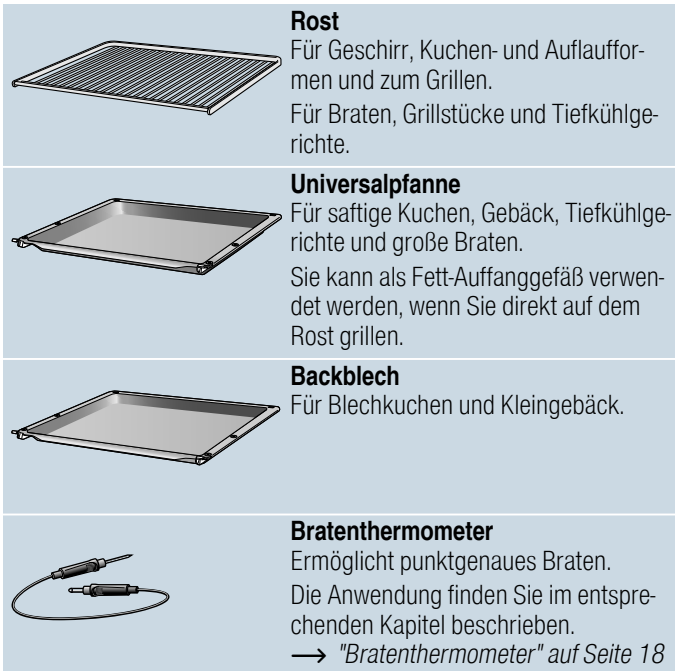 Rost
Für Geschirr, Kuchen- und Auflauffor-
men und zum Grillen.
Für Braten, Grillstücke und Tiefkühlge-
richte.
Universalpfanne
Für saftige Kuchen, Gebäck, Tiefkühlge-
richte und große Braten.
Sie kann als Fett-Auffanggefäß verwen-
det werden, wenn Sie direkt auf dem
Rost grillen.
Backblech
Für Blechkuchen und Kleingebäck.
Bratenthermometer
Ermöglicht punktgenaues Braten.
Die Anwendung finden Sie im entspre-
chenden Kapitel beschrieben.
→ "Bratenthermometer" auf Seite 18